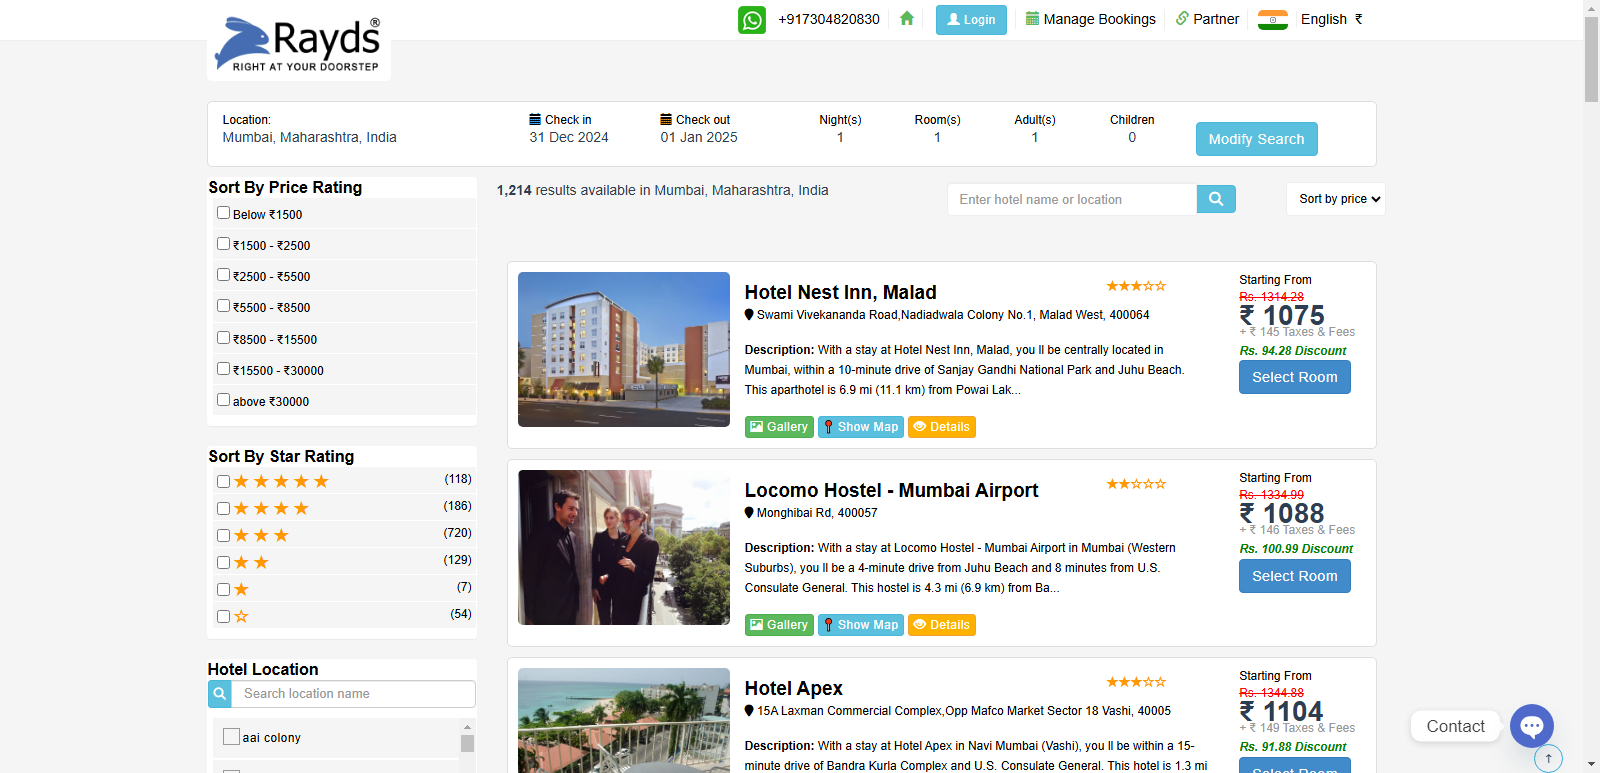 Rayds®
RIGHT AT YOUR DOORSTEP
+917304820830
Login
Manage Bookings
Partner
English ₹
Location:
Mumbai, Maharashtra, India
Check in
31 Dec 2024
Check out
01 Jan 2025
Night(s)
1
Room(s)
1
Adult(s)
1
Children
0
Modify Search
Sort By Price Rating
Below ₹1500
₹1500 - ₹2500
₹2500 - ₹5500
₹5500 - ₹8500
₹8500 - ₹15500
₹15500 - ₹30000
above ₹30000
Sort By Star Rating
(118)
(186)
(720)
(129)
(7)
(54)
Hotel Location
Search location name
aai colony
1,214 results available in Mumbai, Maharashtra, India
Enter hotel name or location
Sort by price
Hotel Nest Inn, Malad
Swami Vivekananda Road,Nadiadwala Colony No.1, Malad West, 400064
Description: With a stay at Hotel Nest Inn, Malad, you ll be centrally located in
Mumbai, within a 10-minute drive of Sanjay Gandhi National Park and Juhu Beach.
This aparthotel is 6.9 mi (11.1 km) from Powai Lak...
Gallery
Show Map
Details
Starting From
Rs. 1314.28
₹ 1075
+ ₹ 145 Taxes & Fees
Rs. 94.28 Discount
Select Room
Locomo Hostel - Mumbai Airport
Monghibai Rd, 400057
Description: With a stay at Locomo Hostel - Mumbai Airport in Mumbai (Western
Suburbs), you ll be a 4-minute drive from Juhu Beach and 8 minutes from U.S.
Consulate General. This hostel is 4.3 mi (6.9 km) from Ba...
Gallery
Show Map
Details
Starting From
Rs. 1334.99
₹ 1088
+ ₹ 146 Taxes & Fees
Rs. 100.99 Discount
Select Room
Hotel Apex
15A Laxman Commercial Complex,Opp Mafco Market Sector 18 Vashi, 40005
Description: With a stay at Hotel Apex in Navi Mumbai (Vashi), you ll be within a 15-
minute drive of Bandra Kurla Complex and U.S. Consulate General. This hotel is 1.3 mi
Starting From
Rs. 1344.88
₹ 1104
+ ₹ 149 Taxes & Fees
Rs. 91.88 Discount
Select Room
Contact